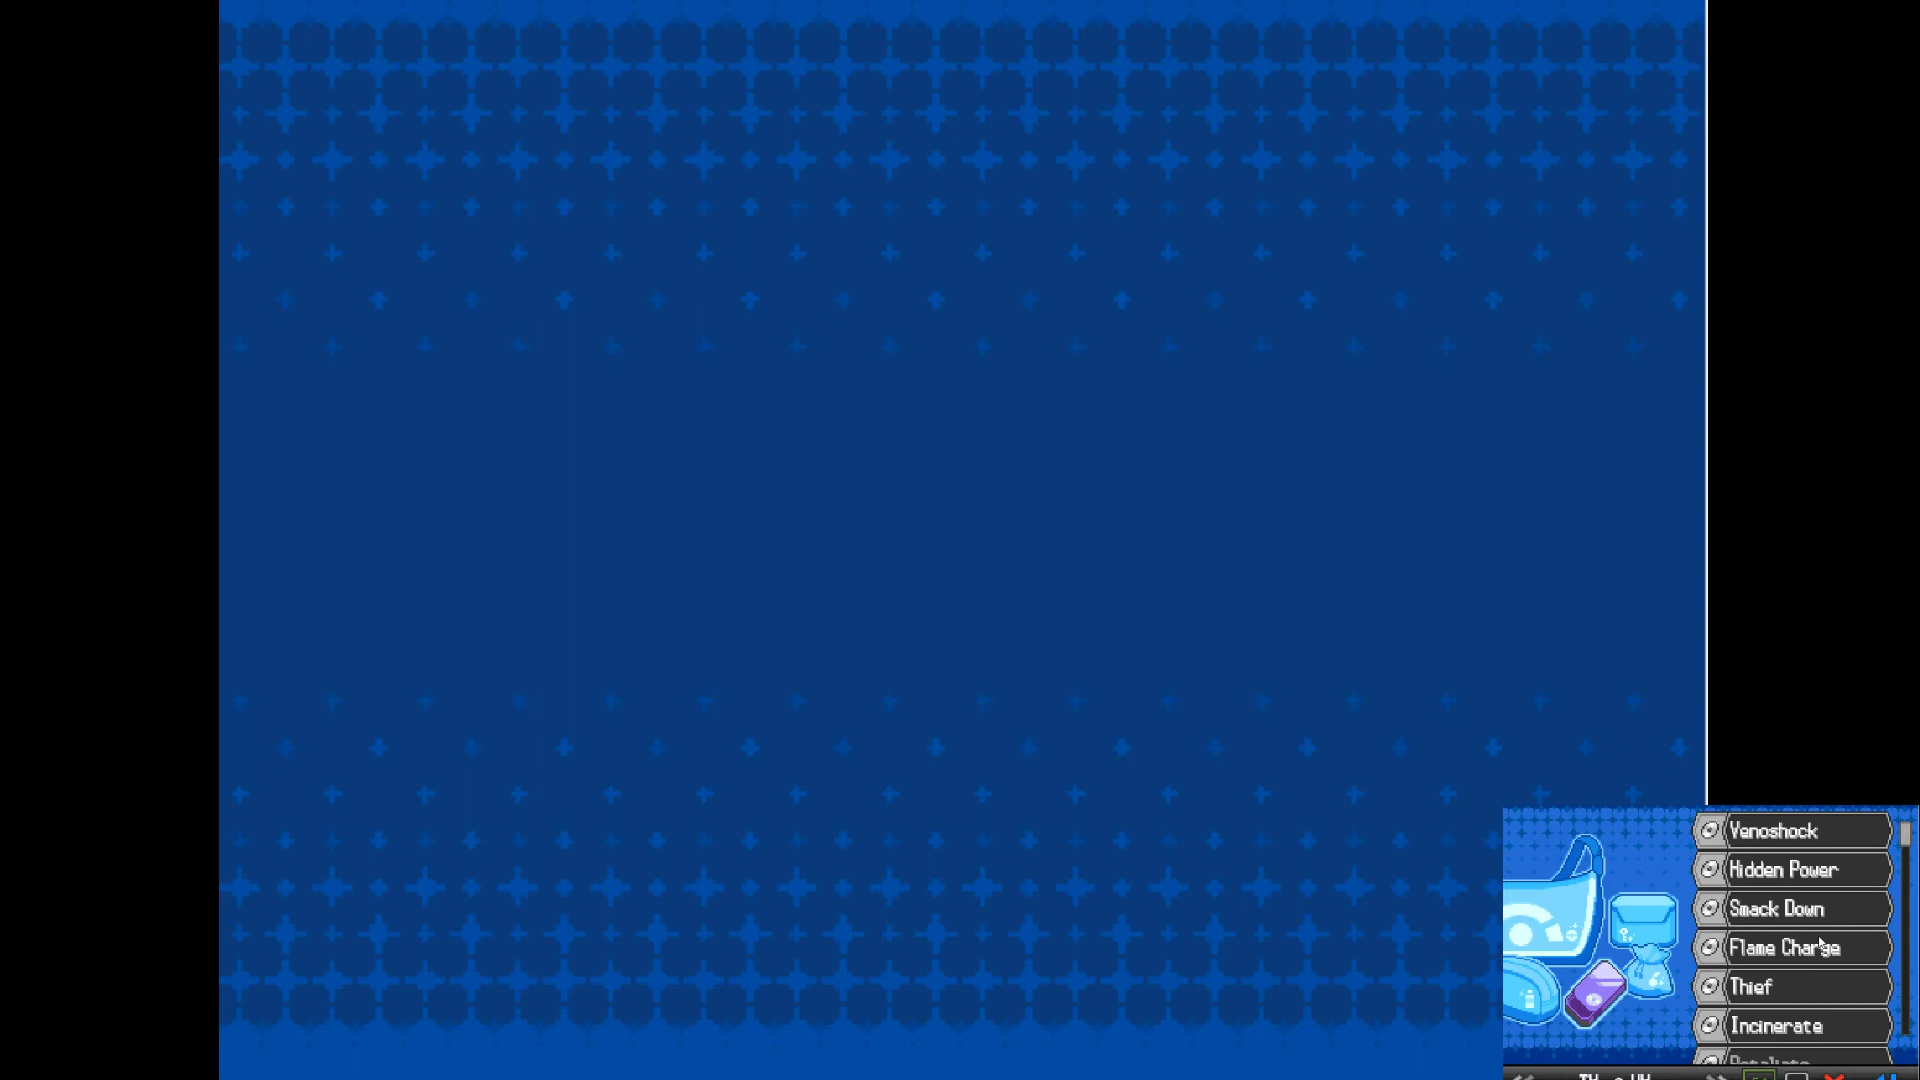 Venoshock
Hidden Power
Smack Down
Flame Charge
Thief
Incinerate